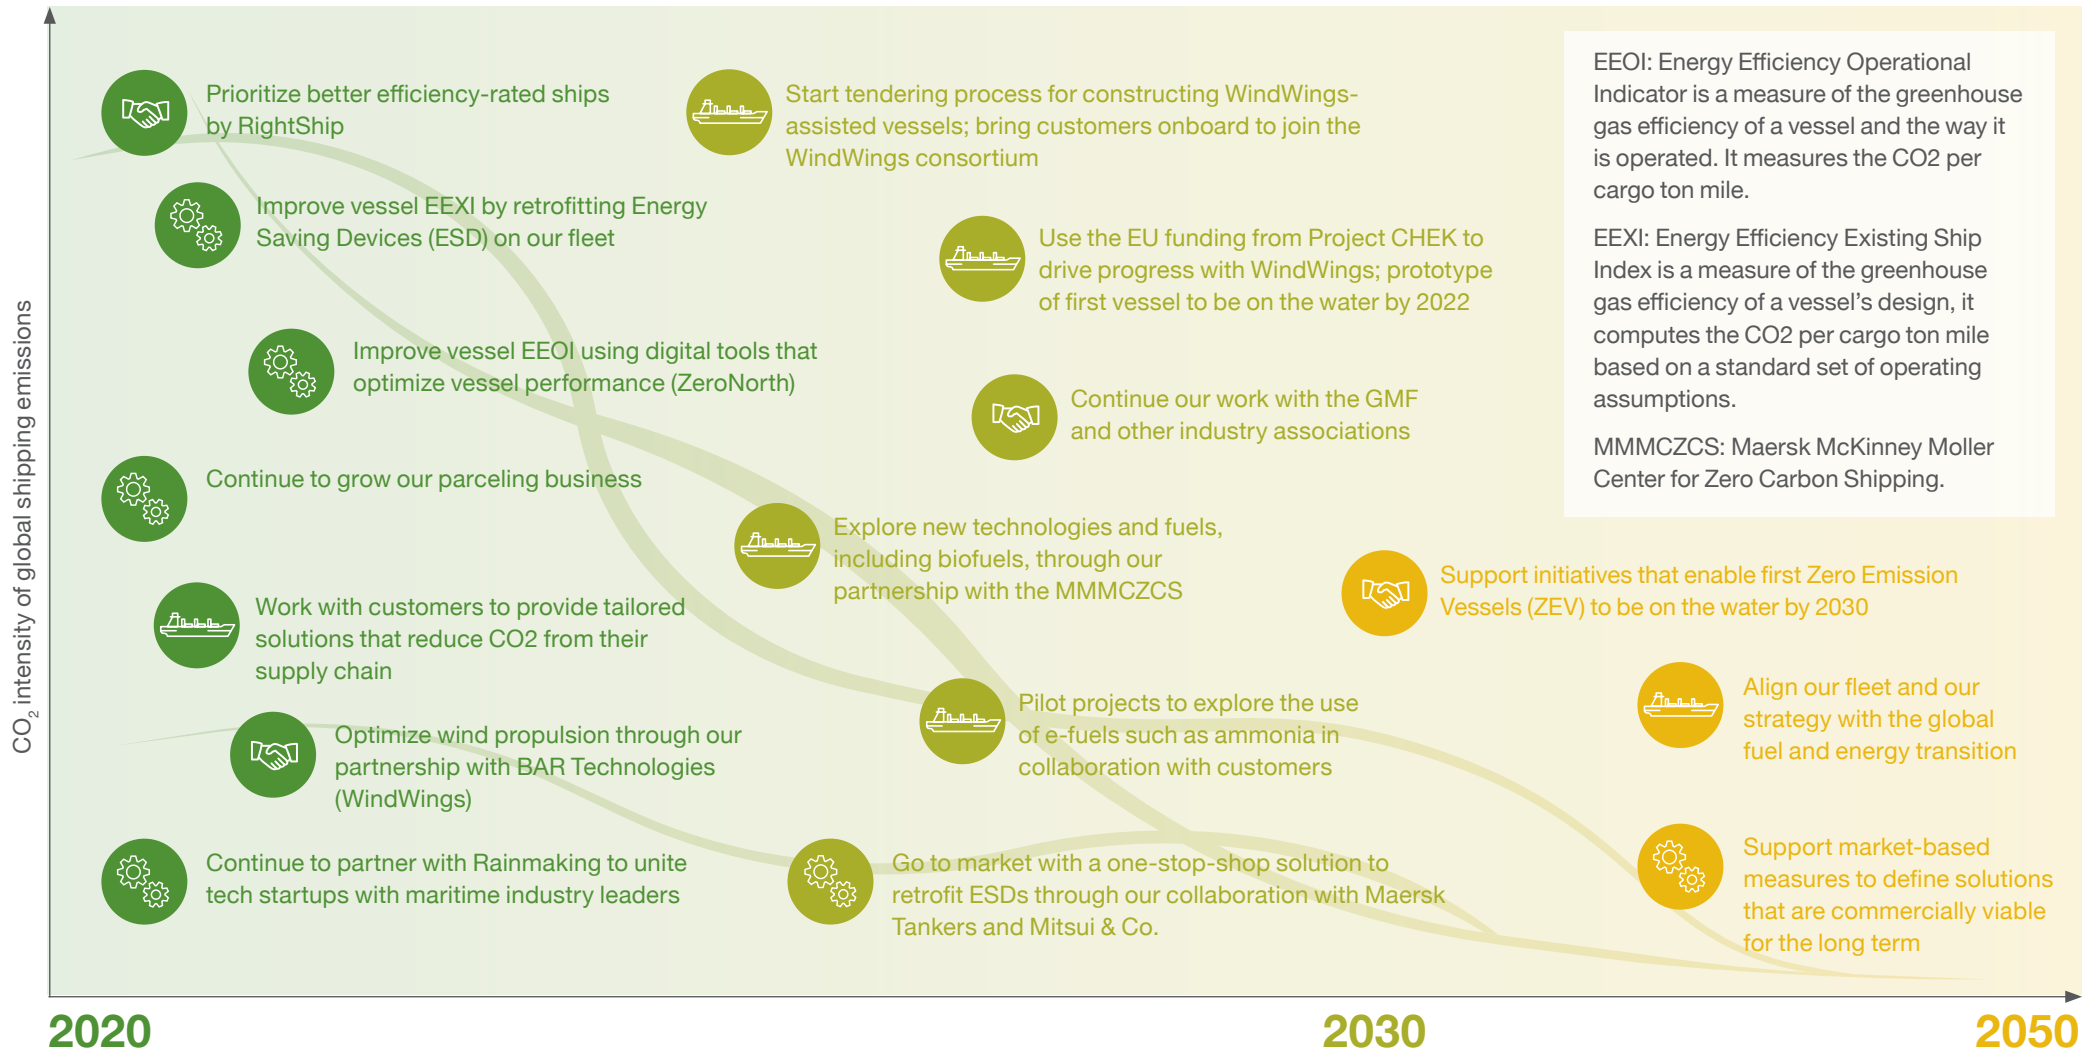 CO2 intensity of global shipping emissions
Prioritize better efficiency-rated ships
by RightShip
Improve vessel EEXI by retrofitting Energy
Saving Devices (ESD) on our fleet
Improve vessel EEOI using digital tools that
optimize vessel performance (ZeroNorth)
Continue to grow our parceling business
Work with customers to provide tailored
solutions that reduce CO2 from their
supply chain
Optimize wind propulsion through our
partnership with BAR Technologies
(WindWings)
Continue to partner with Rainmaking to unite
tech startups with maritime industry leaders
Start tendering process for constructing WindWings-
assisted vessels; bring customers onboard to join the
WindWings consortium
Use the EU funding from Project CHEK to
drive progress with WindWings; prototype
of first vessel to be on the water by 2022
Continue our work with the GMF
and other industry associations
Explore new technologies and fuels,
including biofuels, through our
partnership with the MMMCZCS
Pilot projects to explore the use
of e-fuels such as ammonia in
collaboration with customers
Go to market with a one-stop-shop solution to
retrofit ESDs through our collaboration with Maersk
Tankers and Mitsui & Co.
EEOI: Energy Efficiency Operational
Indicator is a measure of the greenhouse
gas efficiency of a vessel and the way it
is operated. It measures the CO2 per
cargo ton mile.
EEXI: Energy Efficiency Existing Ship
Index is a measure of the greenhouse
gas efficiency of a vessel’s design, it
computes the CO2 per cargo ton mile
based on a standard set of operating
assumptions.
MMMCZCS: Maersk McKinney Moller
Center for Zero Carbon Shipping.
Support initiatives that enable first Zero Emission
Vessels (ZEV) to be on the water by 2030
Align our fleet and our
strategy with the global
fuel and energy transition
Support market-based
measures to define solutions
that are commercially viable
for the long term
2020
2030
2050